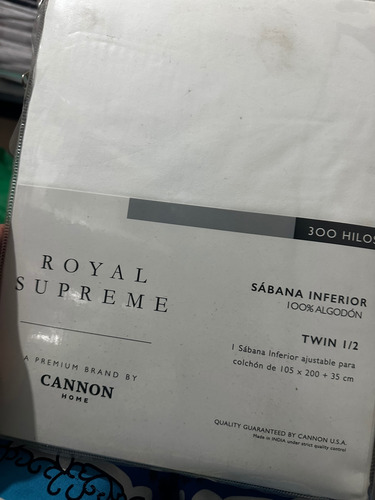 300 HILOS
ROYAL
SUPREME
A PREMIUM BRAND BY
CANNON
HOME
SÁBANA INFERIOR
100% ALGODÓN
TWIN 1/2
1 Sábana Inferior ajustable para
colchón de 105 x 200 + 35 cm
QUALITY GUARANTEED BY CANNON U.S.A.
Made in INDIA under strict quality control